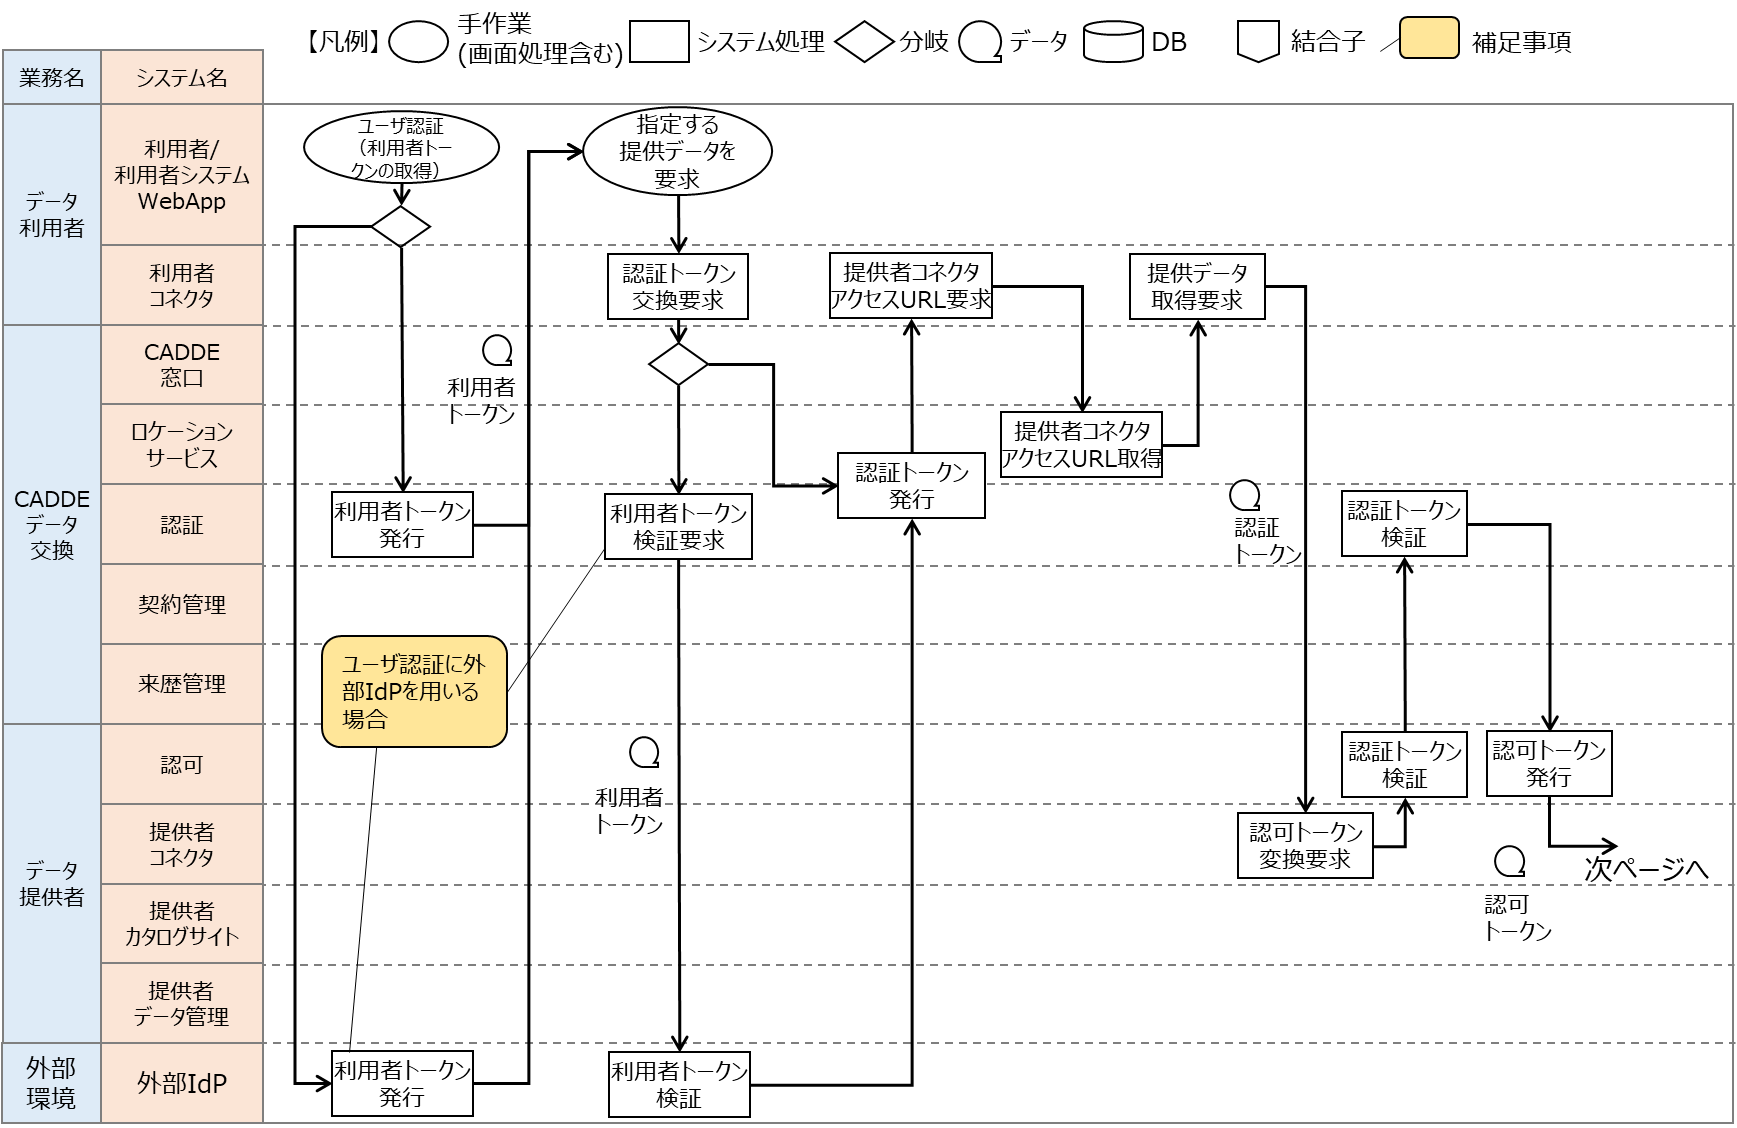 【凡例】
手作業
(画面処理含む)
システム処理
分岐
データ
DB
結合子
補足事項
業務名
システム名
データ
利用者
利用者/
利用者システム
WebApp
利用者
コネクタ
CADDE
データ
交換
CADDE
窓口
ロケーション
サービス
認証
契約管理
来歴管理
データ
提供者
認可
提供者
コネクタ
提供者
カタログサイト
提供者
データ管理
外部
環境
外部IdP
ユーザ認証
（利用者トー
クンの取得）
指定する
提供データを
要求
認証トークン
交換要求
提供者コネクタ
アクセスURL要求
提供データ
取得要求
利用者
トークン
提供者コネクタ
アクセスURL取得
認証トークン
発行
利用者トークン
発行
利用者トークン
検証要求
認証
トークン
認証トークン
検証
ユーザ認証に外
部IdPを用いる
場合
利用者
トークン
認証トークン
検証
認可トークン
発行
認可トークン
変換要求
次ページへ
認可
トークン
利用者トークン
発行
利用者トークン
検証